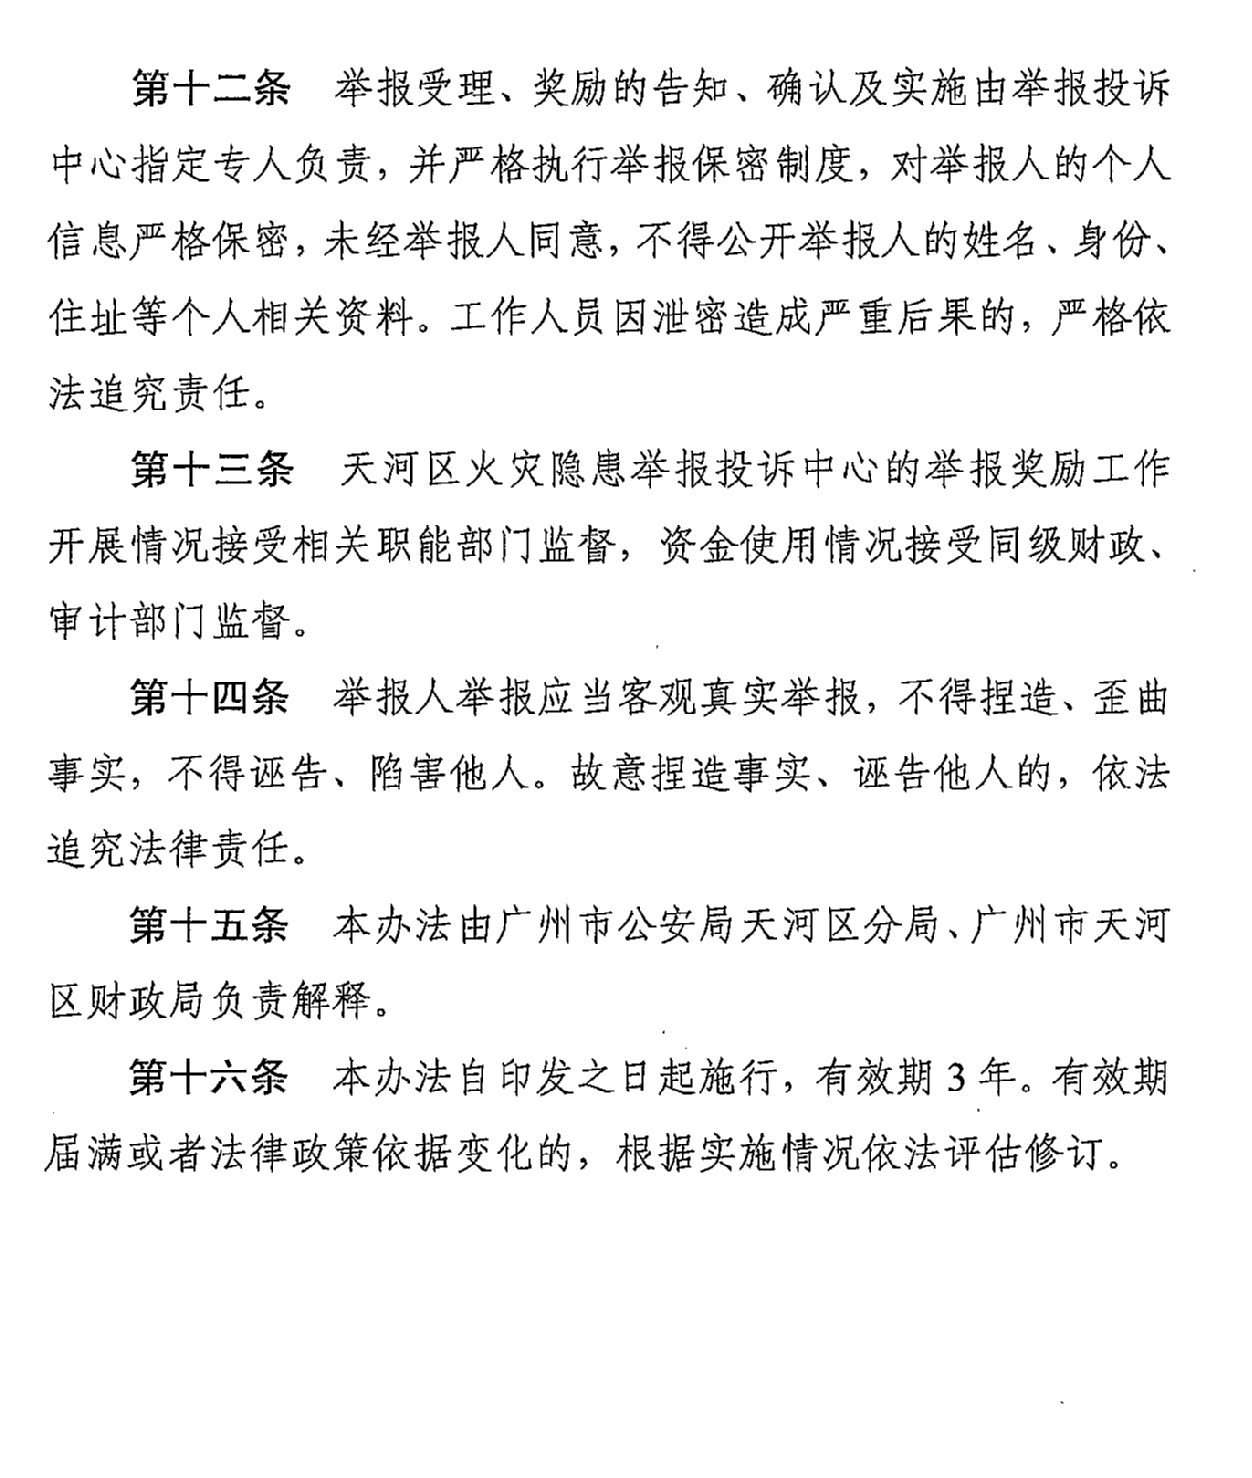 第十二条　举报受理、奖励的告知、确认及实施由举报投诉
中心指定专人负责，并严格执行举报保密制度，对举报人的个人
信息严格保密，未经举报人同意，不得公开举报人的姓名、身份、
住址等个人相关资料。工作人员因泄密造成严重后果的，严格依
法追究责任。
第十三条　天河区火灾隐患举报投诉中心的举报奖励工作
开展情况接受相关职能部门监督，资金使用情况接受同级财政、
审计部门监督。
第十四条　举报人举报应当客观真实举报，不得捏造、歪曲
事实，不得诬告、陷害他人。故意捏造事实、诬告他人的，依法
追究法律责任。
第十五条　本办法由广州市公安局天河区分局、广州市天河
区财政局负责解释。
第十六条　本办法自印发之日起施行，有效期 3 年。有效期
届满或者法律政策依据变化的，根据实施情况依法评估修订。